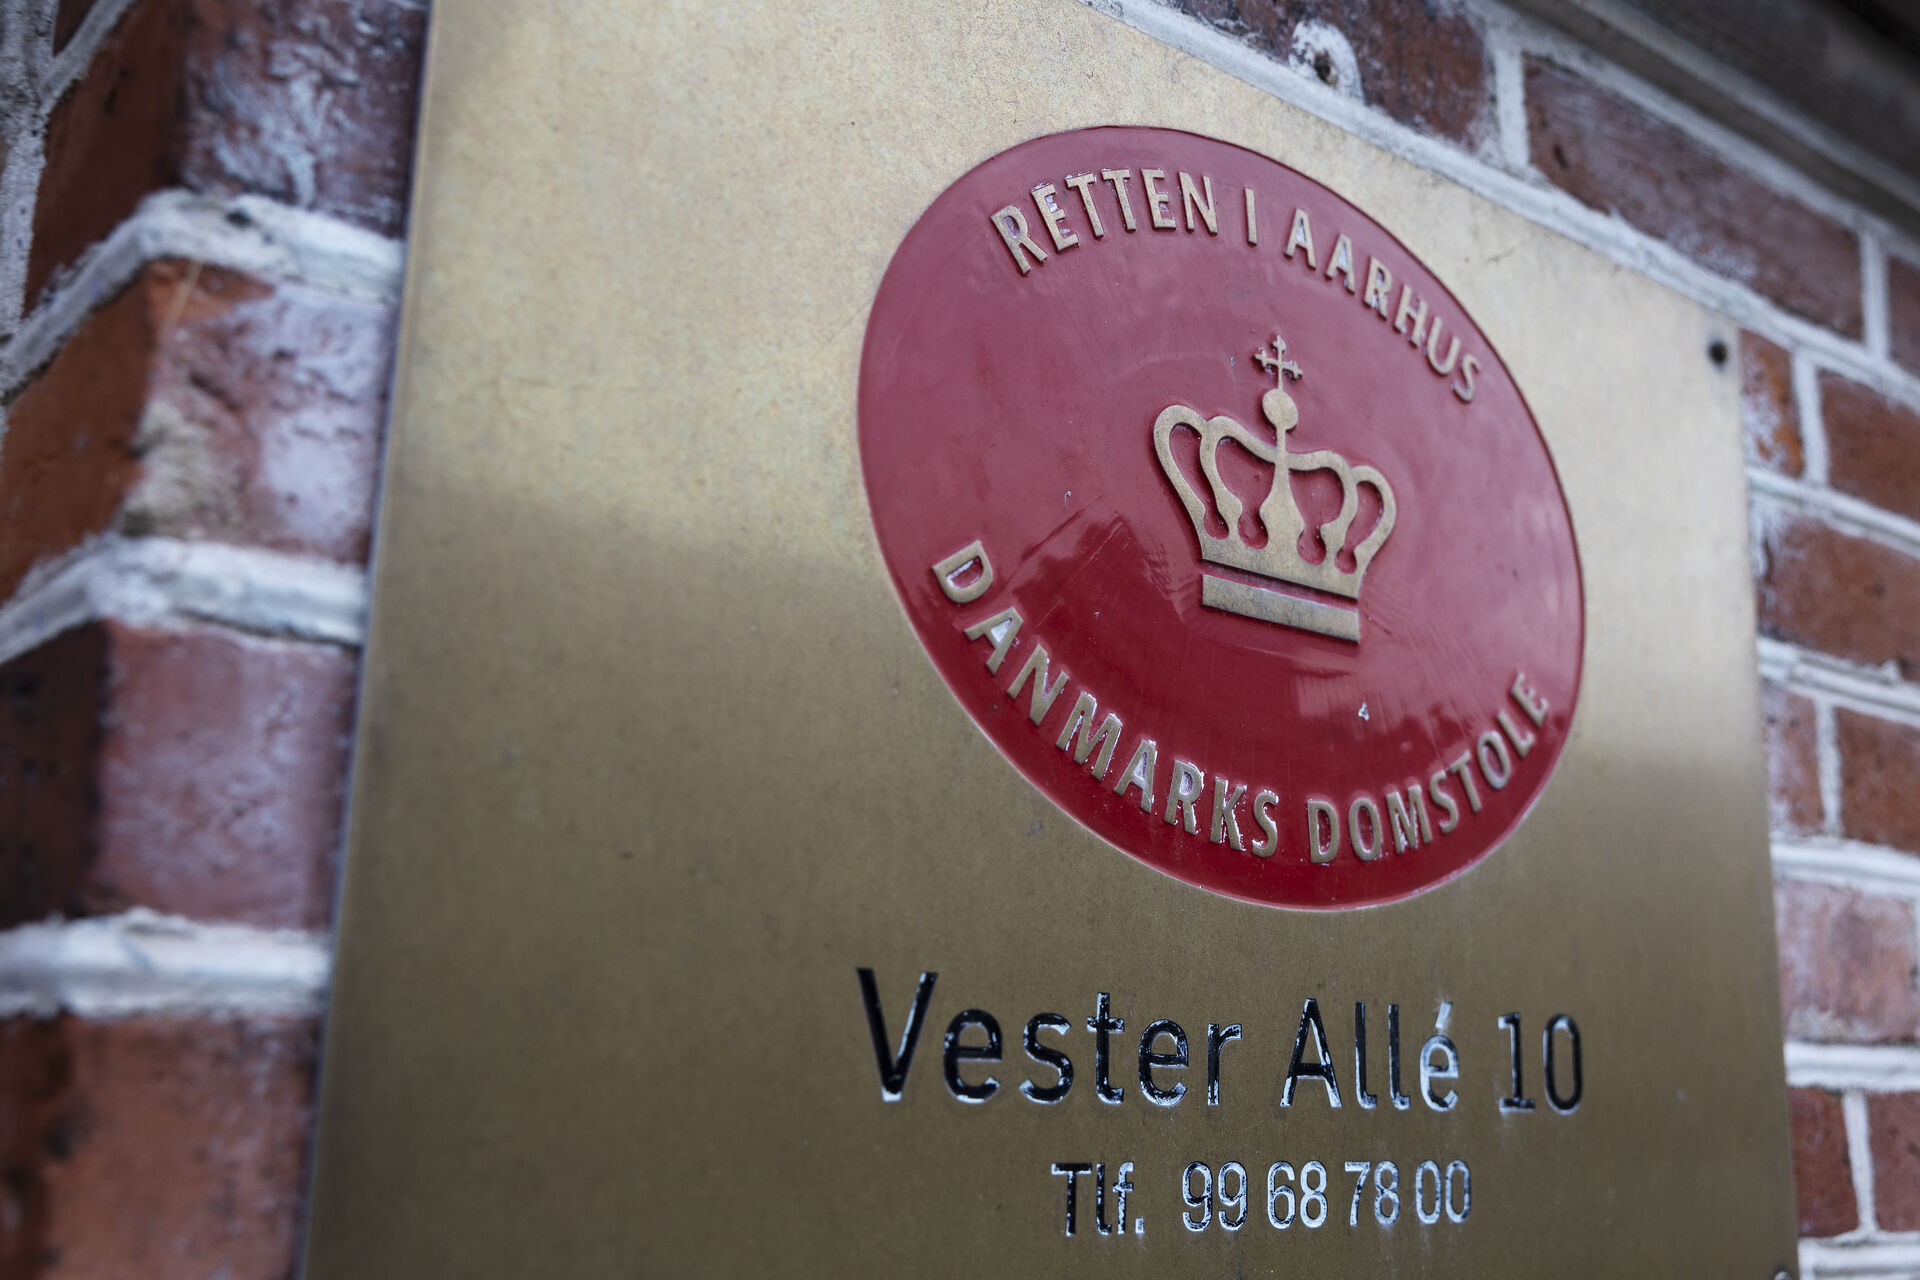 RETTEN I AARHUS
DANMARKS DOMSTOLE
Vester Allé 10
Tlf. 99 68 78 00